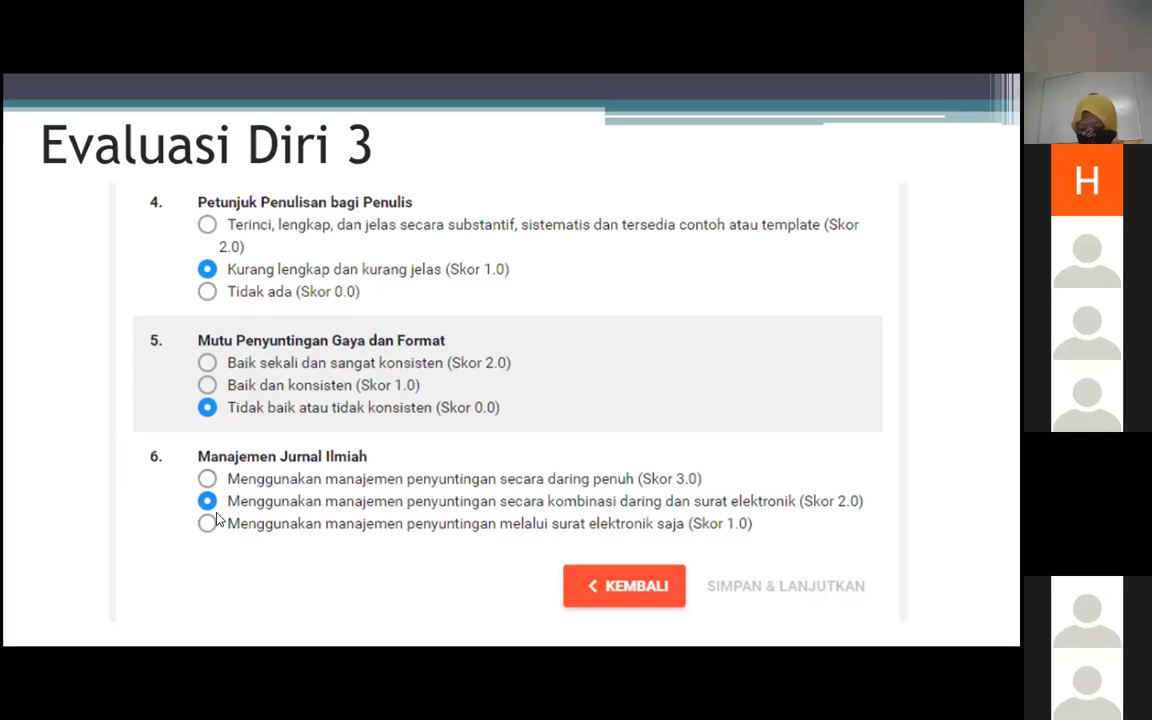 Evaluasi Diri 3
4. Petunjuk Penulisan bagi Penulis
Terinci, lengkap, dan jelas secara substantif, sistematis dan tersedia contoh atau template (Skor
2.0)
Kurang lengkap dan kurang jelas (Skor 1.0)
Tidak ada (Skor 0.0)
5. Mutu Penyuntingan Gaya dan Format
Baik sekali dan sangat konsisten (Skor 2.0)
Baik dan konsisten (Skor 1.0)
Tidak baik atau tidak konsisten (Skor 0.0)
6. Manajemen Jurnal Ilmiah
Menggunakan manajemen penyuntingan secara daring penuh (Skor 3.0)
Menggunakan manajemen penyuntingan secara kombinasi daring dan surat elektronik (Skor 2.0)
Menggunakan manajemen penyuntingan melalui surat elektronik saja (Skor 1.0)
KEMBALI
SIMPAN & LANJUTKAN
H